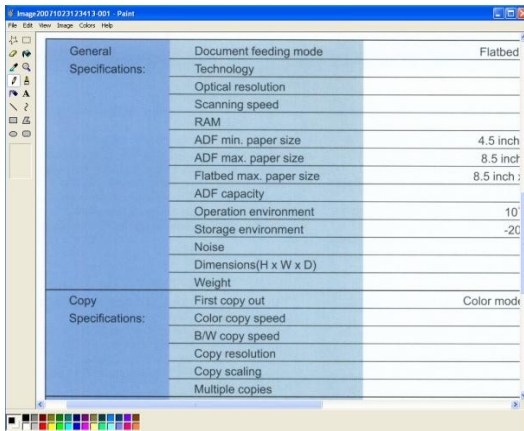 Image20071023123413-001 - Paint
File Edit View Image Colors Help
General Document feeding mode Flatbed
Specifications: Technology
Optical resolution
Scanning speed
RAM
ADF min. paper size 4.5 inch
ADF max. paper size 8.5 inch
Flatbed max. paper size 8.5 inch
ADF capacity
Operation environment 10
Storage environment -20
Noise
Dimensions(H x W x D)
Weight
Copy First copy out Color mode
Specifications: Color copy speed
B/W copy speed
Copy resolution
Copy scaling
Multiple copies